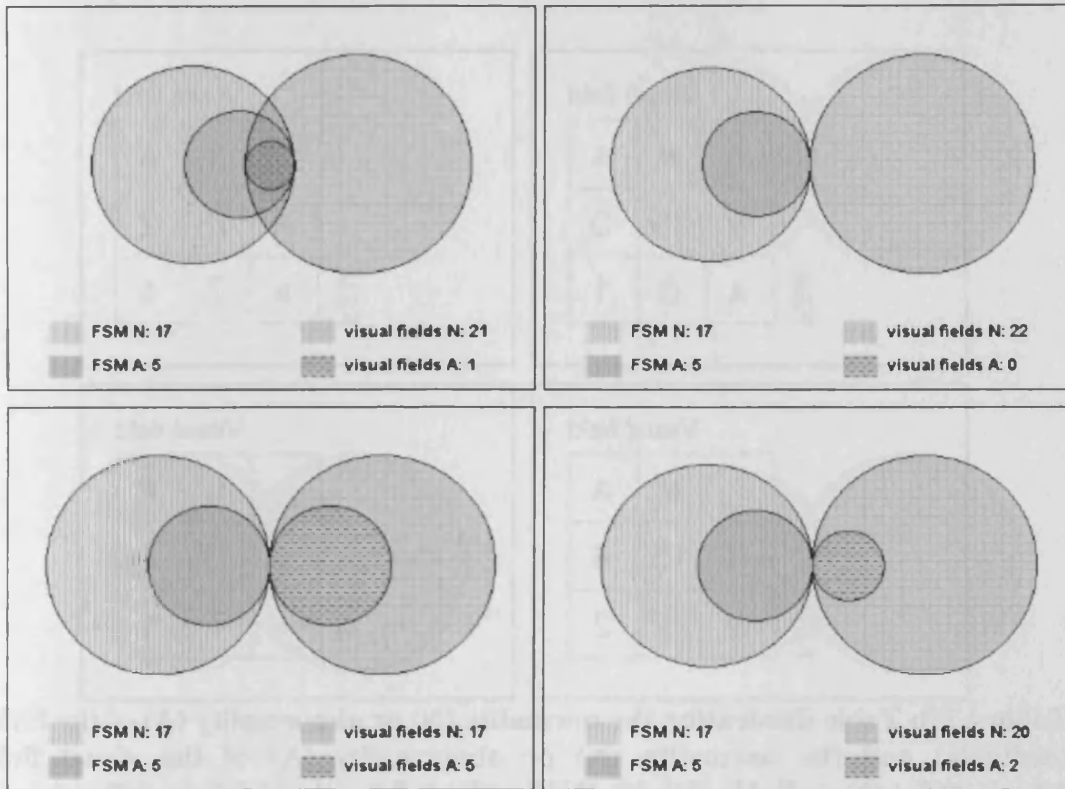 FSM N: 17 visual fields N: 21
FSM A: 5 visual fields A: 1
FSM N: 17 visual fields N: 22
FSM A: 5 visual fields A: 0
FSM N: 17 visual fields N: 17
FSM A: 5 visual fields A: 5
FSM N: 17 visual fields N: 20
FSM A: 5 visual fields A: 2